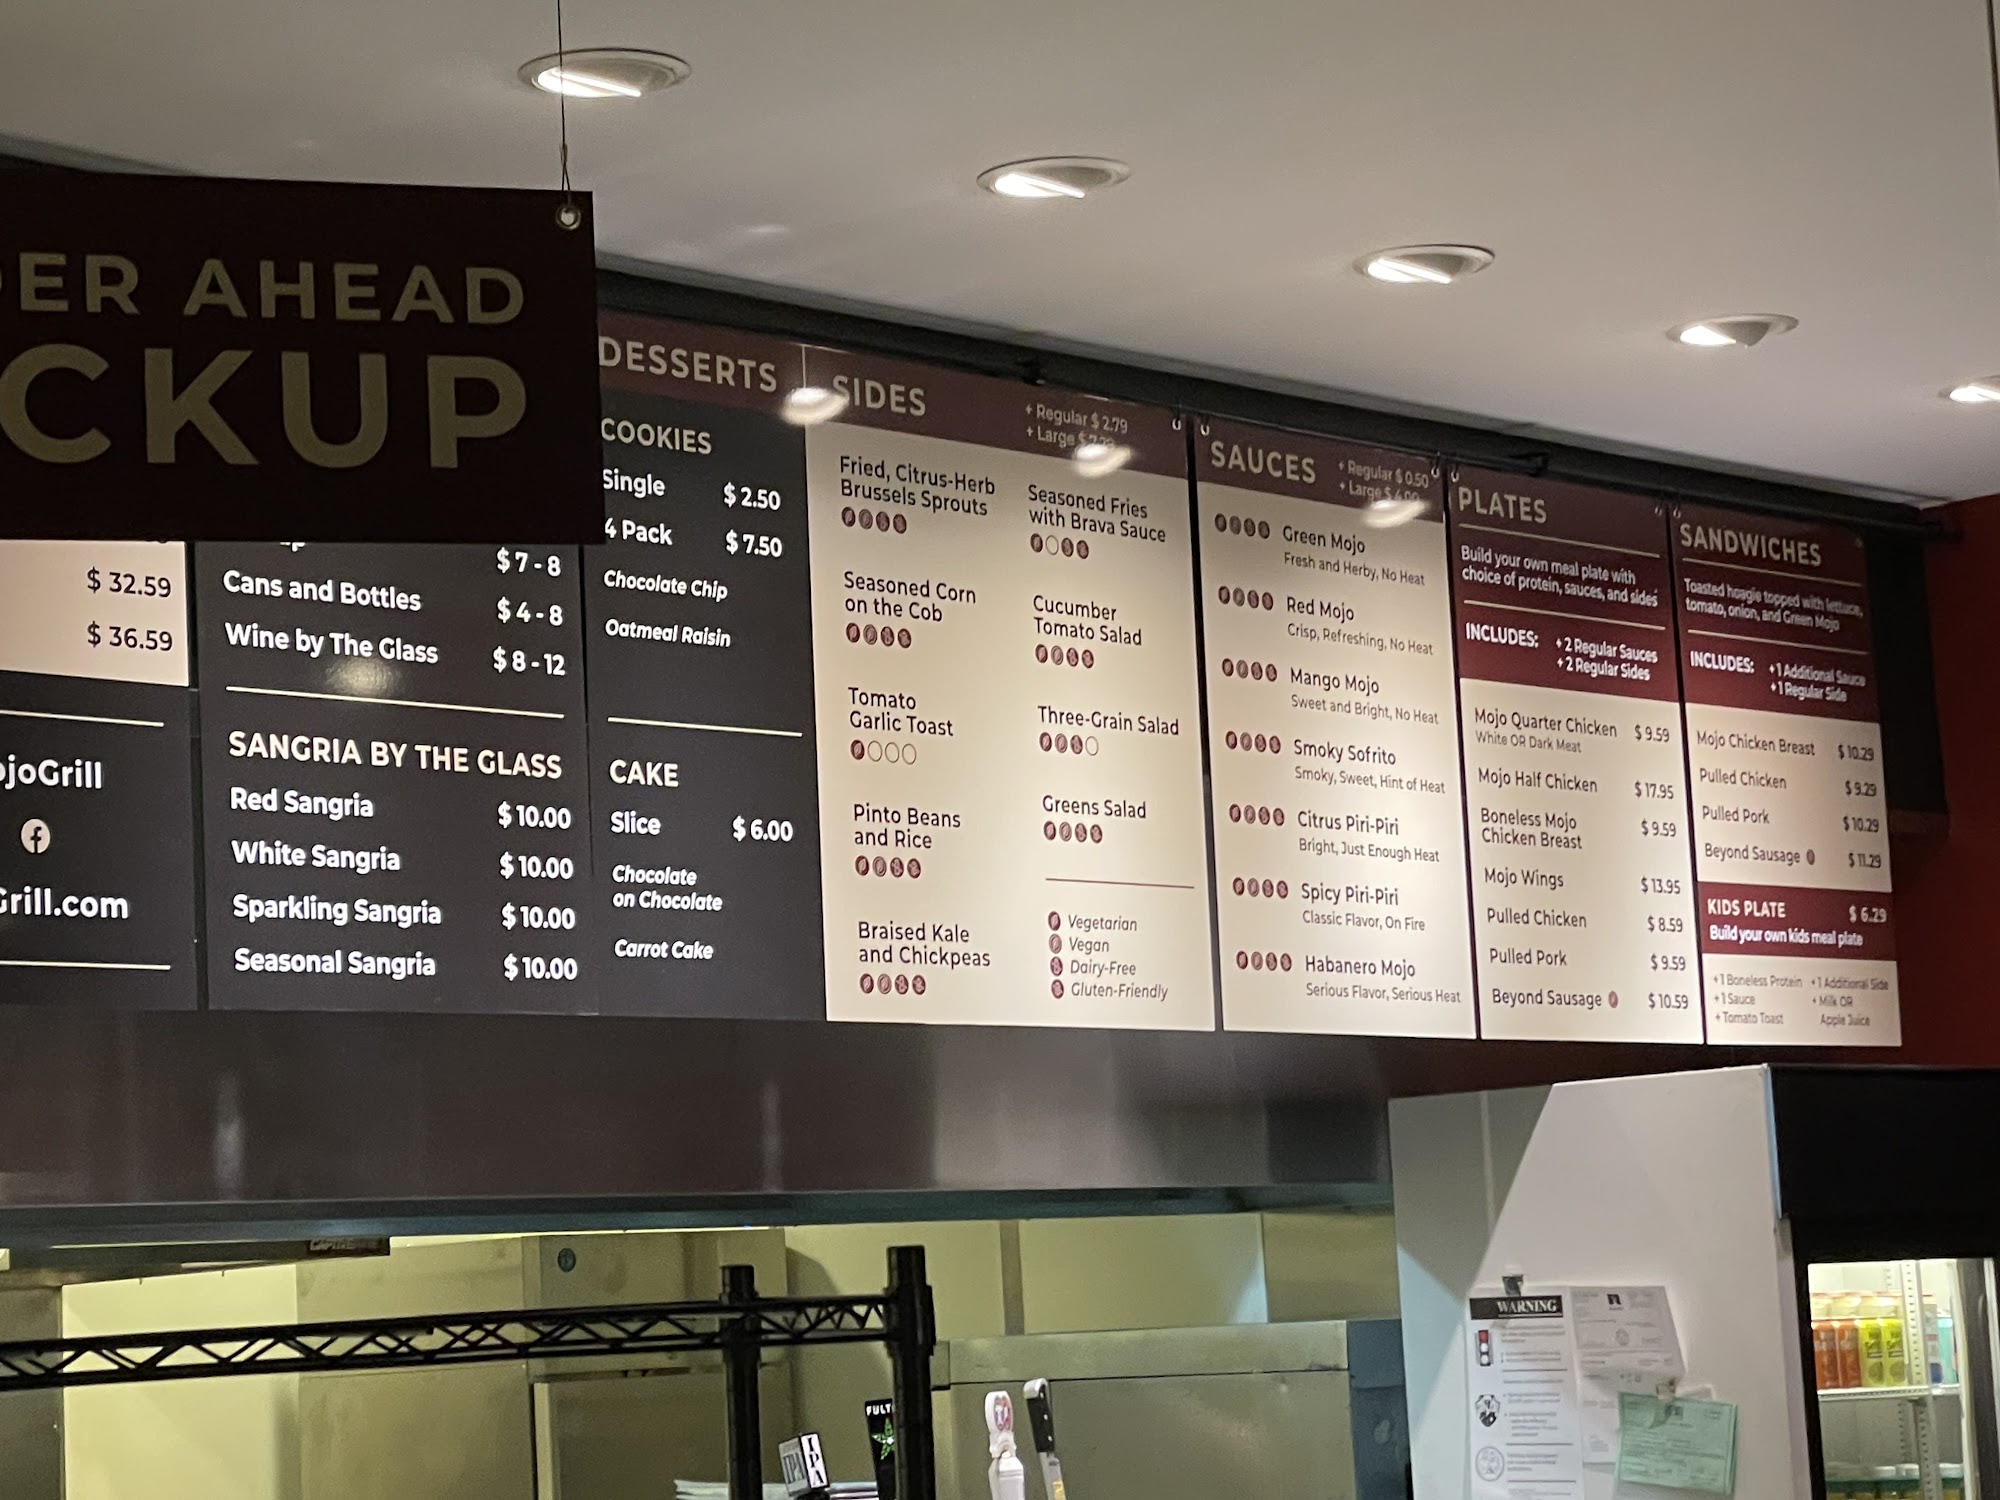 ER AHEAD
CKUP
$ 32.59
$ 36.59
ojoGrill
Grill.com
$ 7 - 8
Cans and Bottles $ 4 - 8
Wine by The Glass $ 8 - 12
SANGRIA BY THE GLASS
Red Sangria $ 10.00
White Sangria $ 10.00
Sparkling Sangria $ 10.00
Seasonal Sangria $ 10.00
DESSERTS
COOKIES
Single $ 2.50
4 Pack $ 7.50
Chocolate Chip
Oatmeal Raisin
CAKE
Slice $ 6.00
Chocolate
on Chocolate
Carrot Cake
SIDES
+ Regular $ 2.79
+ Large
Fried, Citrus-Herb
Brussels Sprouts
Seasoned Corn
on the Cob
Tomato
Garlic Toast
Pinto Beans
and Rice
Braised Kale
and Chickpeas
Seasoned Fries
with Brava Sauce
Cucumber
Tomato Salad
Three-Grain Salad
Greens Salad
Vegetarian
Vegan
Dairy-Free
Gluten-Friendly
SAUCES
+ Regular $ 0.50
+ Large
Green Mojo
Fresh and Herby, No Heat
Red Mojo
Crisp, Refreshing, No Heat
Mango Mojo
Sweet and Bright, No Heat
Smoky Sofrito
Smoky, Sweet, Hint of Heat
Citrus Piri-Piri
Bright, Just Enough Heat
Spicy Piri-Piri
Classic Flavor, On Fire
Habanero Mojo
Serious Flavor, Serious Heat
PLATES
Build your own meal plate with
choice of protein, sauces, and sides
INCLUDES: + 2 Regular Sauces
+ 2 Regular Sides
Mojo Quarter Chicken $ 9.59
White OR Dark Meat
Mojo Half Chicken $ 17.95
Boneless Mojo
Chicken Breast $ 9.59
Mojo Wings $ 13.95
Pulled Chicken $ 8.59
Pulled Pork $ 9.59
Beyond Sausage $ 10.59
SANDWICHES
Toasted hoagie topped with lettuce,
tomato, onion, and Green Mojo
INCLUDES: + 1 Additional Sauce
+ 1 Regular Side
Mojo Chicken Breast $ 10.29
Pulled Chicken $ 9.29
Pulled Pork $ 10.29
Beyond Sausage $ 11.29
KIDS PLATE $ 6.29
Build your own kids meal plate
+ 1 Boneless Protein
+ 1 Sauce
+ Tomato Toast
+ 1 Additional Side
+ Milk OR
Apple Juice
WARNING
IPA
IPA
FULT